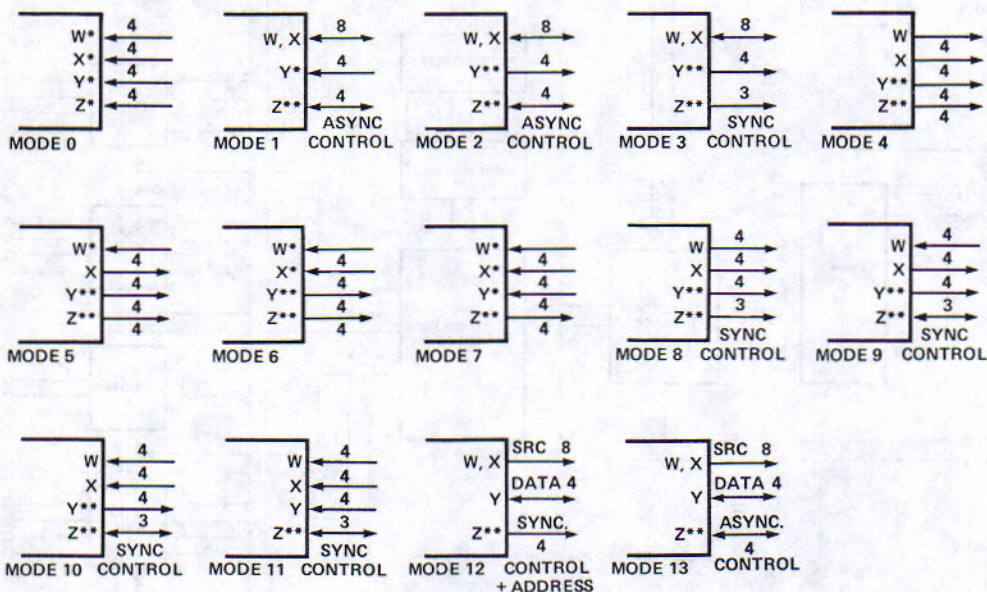 4
W*
4
X*
4
Y*
4
Z*
MODE 0
8
W, X
4
Y*
4
Z**
ASYNC
MODE 1 CONTROL
8
W, X
4
Y**
4
Z**
ASYNC
MODE 2 CONTROL
8
W, X
4
Y**
3
Z**
SYNC
MODE 3 CONTROL
W
4
X
4
Y**
4
Z**
4
MODE 4
W*
4
X
4
Y**
4
Z**
4
MODE 5
W*
4
X*
4
Y**
4
Z**
4
MODE 6
W*
4
X*
4
Y*
4
Z**
4
MODE 7
4
W
4
X
4
Y**
3
Z**
SYNC
MODE 8 CONTROL
4
W
4
X
4
Y**
3
Z**
SYNC
MODE 9 CONTROL
4
W
4
X
4
Y**
3
Z**
SYNC
MODE 10 CONTROL
4
W
4
X
4
Y
3
Z**
SYNC
MODE 11 CONTROL
SRC 8
W, X
DATA 4
Y
SYNC.
Z**
4
MODE 12 CONTROL
+ ADDRESS
SRC 8
W, X
DATA 4
Y
ASYNC.
Z**
4
MODE 13 CONTROL